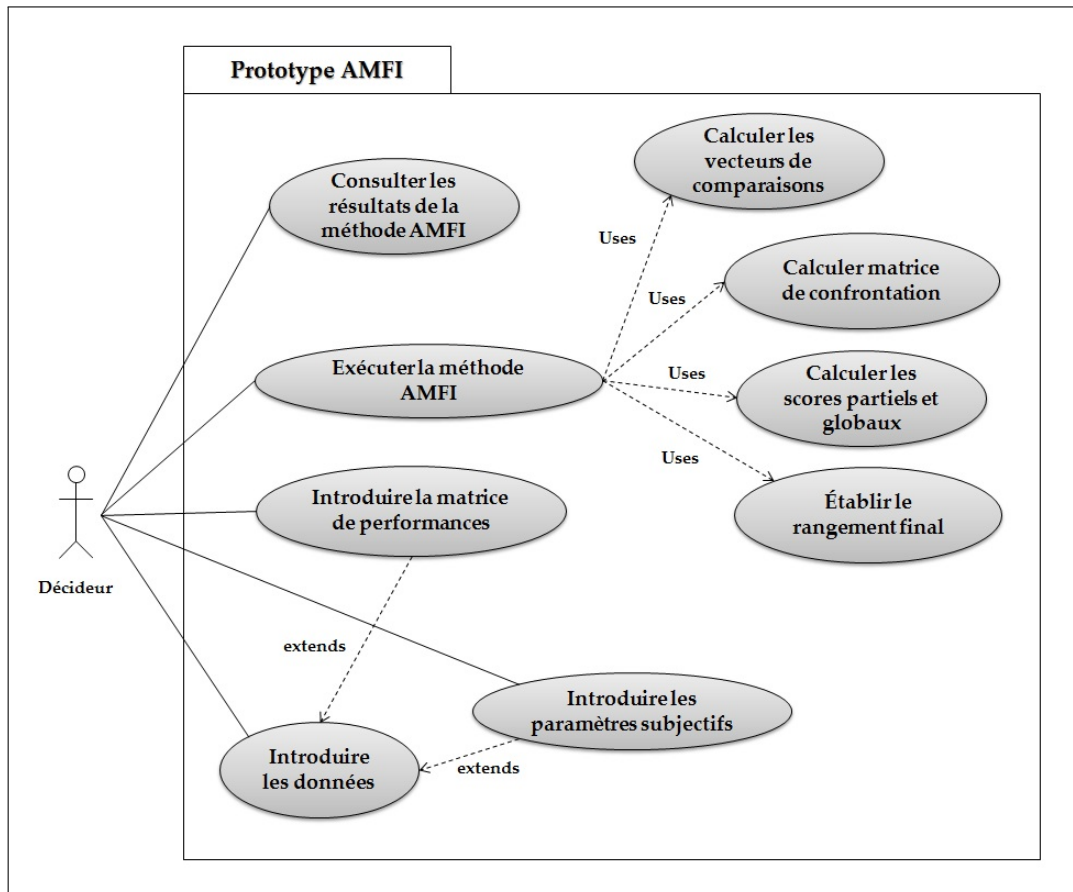 Prototype AMFI
Calculer les
vecteurs de
comparaisons
Consulter les
résultats de la
méthode AMFI
Uses
Calculer matrice
de confrontation
Uses
Exécuter la méthode
AMFI
Uses
Calculer les
scores partiels et
globaux
Uses
Introduire la matrice
de performances
Établir le
rangement final
Décideur
extends
Introduire les
paramètres subjectifs
Introduire
les données
extends